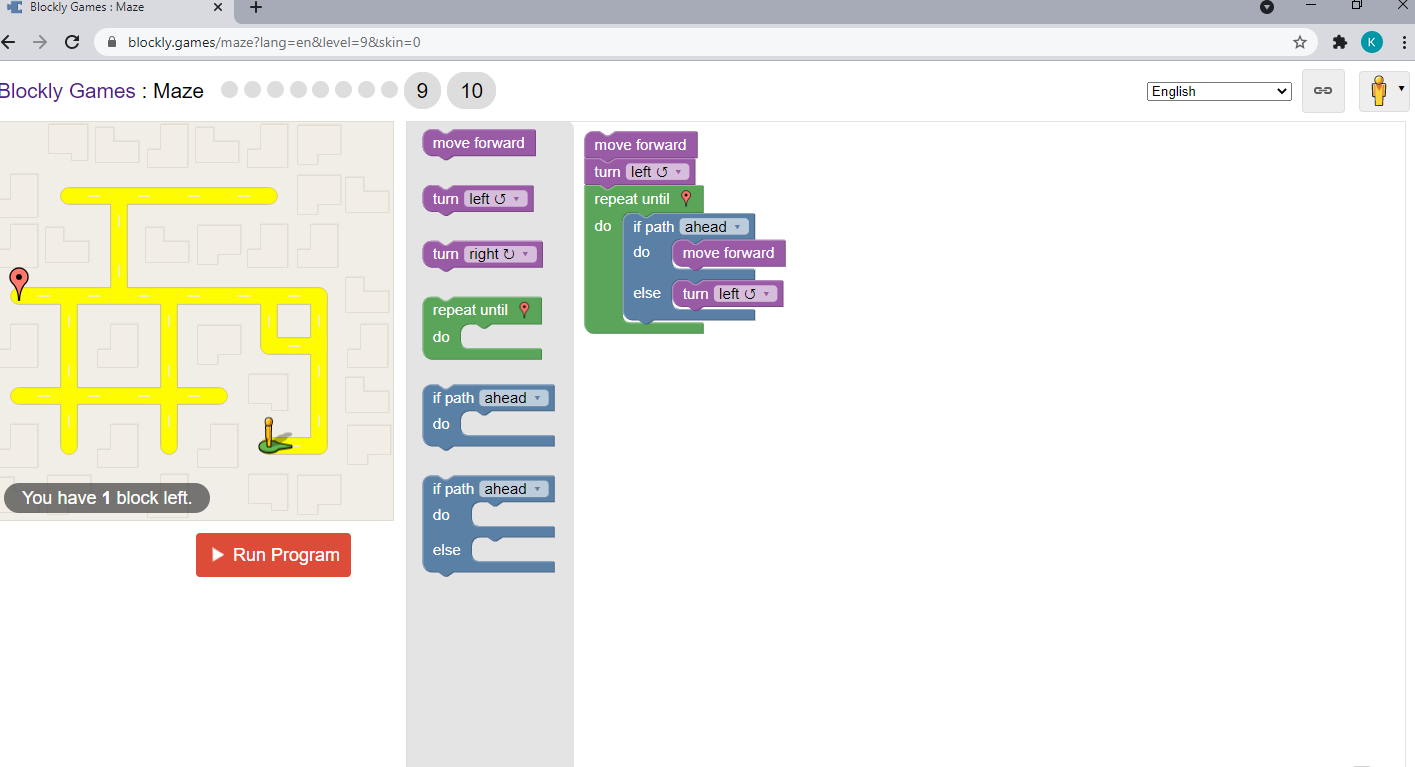 Blockly Games : Maze
blockly.games/maze?lang=en&level=9&skin=0
K
Blockly Games : Maze 9 10
English
You have 1 block left.
Run Program
move forward
turn left ↺
turn right ↻
repeat until
do
if path ahead
do
if path ahead
do
else
move forward
turn left ↺
repeat until
do if path ahead
do move forward
else turn left ↺